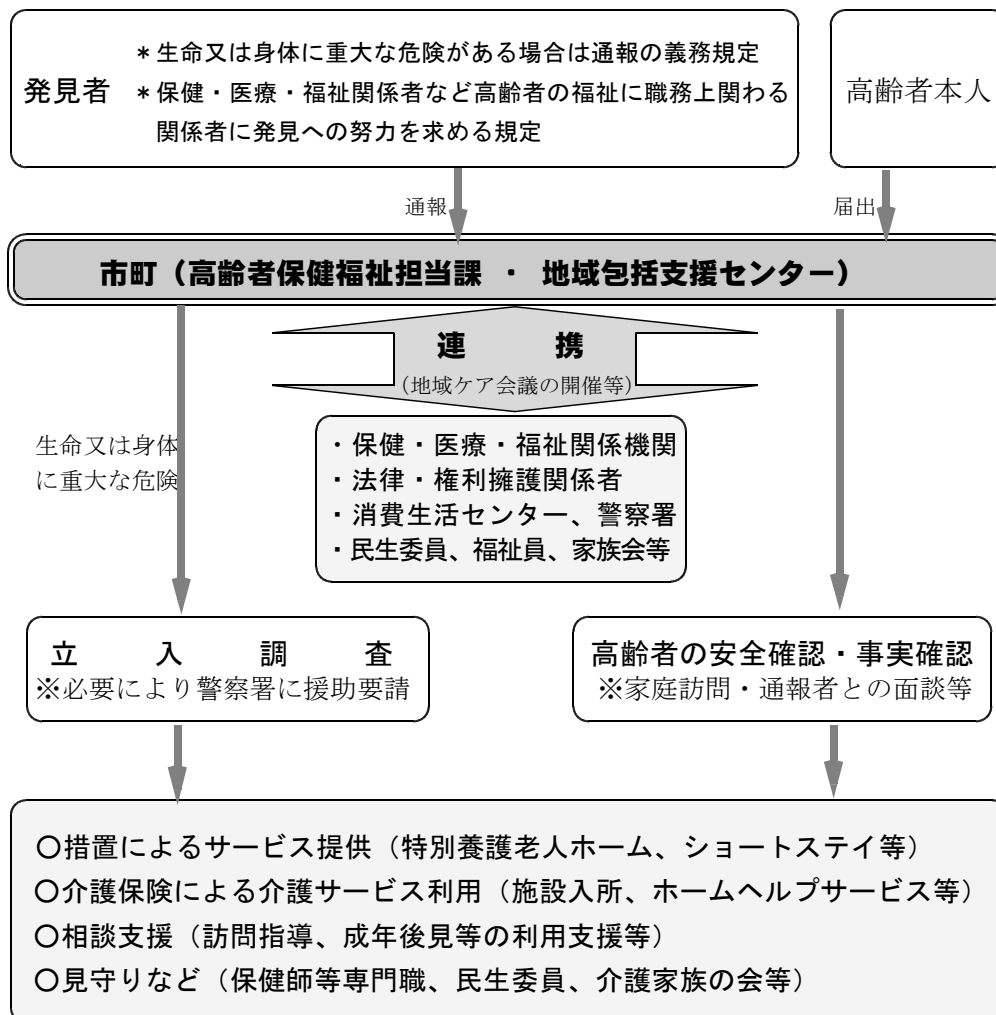 発見者
*生命又は身体に重大な危険がある場合は通報の義務規定
*保健・医療・福祉関係者など高齢者の福祉に職務上関わる
関係者に発見への努力を求める規定
高齢者本人
通報
届出
市町（高齢者保健福祉担当課 ・ 地域包括支援センター）
連 携
（地域ケア会議の開催等）
生命又は身体
に重大な危険
・保健・医療・福祉関係機関
・法律・権利擁護関係者
・消費生活センター、警察署
・民生委員、福祉員、家族会等
立 入 調 査
※必要により警察署に援助要請
高齢者の安全確認・事実確認
※家庭訪問・通報者との面談等
〇措置によるサービス提供（特別養護老人ホーム、ショートステイ等）
〇介護保険による介護サービス利用（施設入所、ホームヘルプサービス等）
〇相談支援（訪問指導、成年後見等の利用支援等）
〇見守りなど（保健師等専門職、民生委員、介護家族の会等）